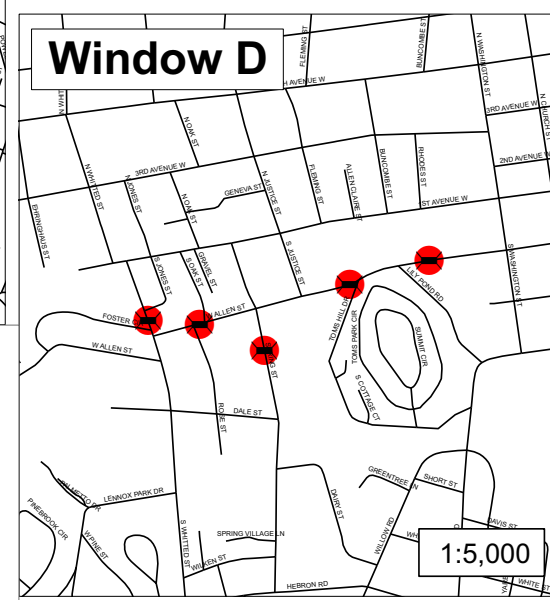 Window D
FLEMING ST
BUNCOMBE ST
N WASHINGTON ST
H AVENUE W
N WHIT
N CHURCH ST
3RD AVENUE W
N OAK ST
2ND AVENUE W
3RD AVENUE W
N WHITTED ST
N JONES ST
N OAK ST
GENEVA ST
N JUSTICE ST
FLEMING ST
ALLEN CLAIRE ST
BUNCOMBE ST
RHODES ST
1ST AVENUE W
EHRINGHAUS ST
S JONES ST
S OAK ST
GRAVEL ST
S JUSTICE ST
S WASHINGTON ST
LILY POND RD
FOSTER
W ALLEN ST
TOMS HILL DR
TOMS PARK CIR
SUMMIT CIR
W ALLEN ST
S COTTAGE CT
ROSE ST
DALE ST
LENNOX PARK DR
PINEBROOK CIR
W PINE ST
S WHITTED ST
SPRING VILLAGE LN
WILKEN ST
HEBRON RD
DAIRY ST
GREENTREE LN
SHORT ST
WILLOW RD
DAVIS ST
WHITE ST
1:5,000